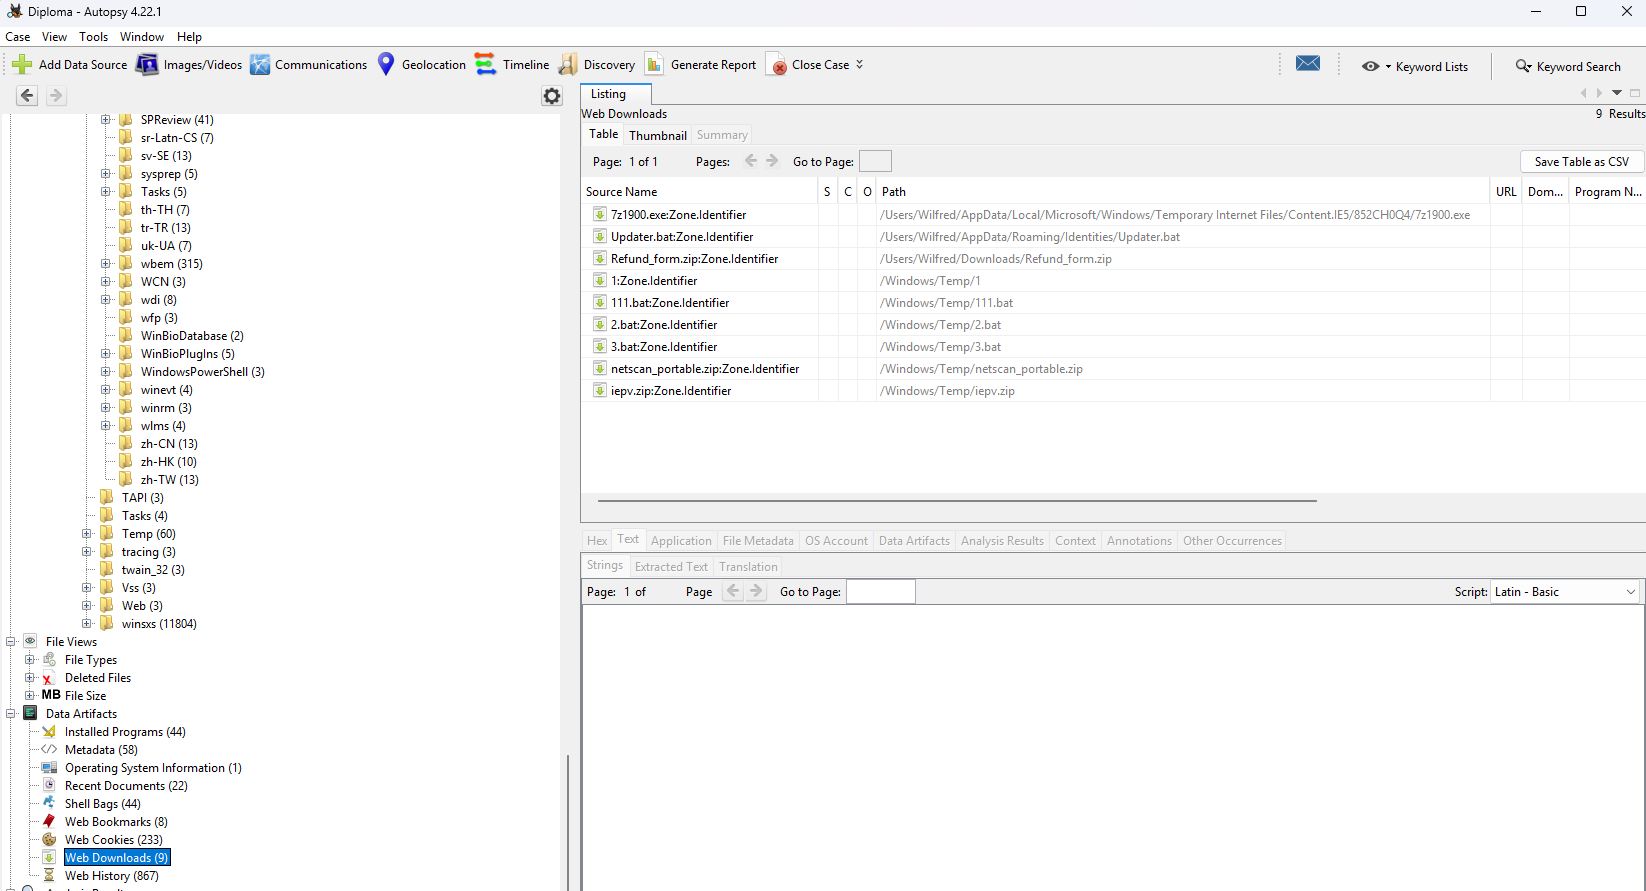 Diploma - Autopsy 4.22.1
Case View Tools Window Help
Add Data Source Images/Videos Communications Geolocation Timeline Discovery Generate Report Close Case Keyword Lists Keyword Search
SPReview (41)
sr-Latn-CS (7)
sv-SE (13)
sysprep (5)
Tasks (5)
th-TH (7)
tr-TR (13)
uk-UA (7)
wbem (315)
WCN (3)
wdi (8)
wfp (3)
WinBioDatabase (2)
WinBioPlugIns (5)
WindowsPowerShell (3)
winevt (4)
winrm (3)
wlms (4)
zh-CN (13)
zh-HK (10)
zh-TW (13)
TAPI (3)
Tasks (4)
Temp (60)
tracing (3)
twain_32 (3)
Vss (3)
Web (3)
winsxs (11804)
File Views
File Types
Deleted Files
MB File Size
Data Artifacts
Installed Programs (44)
Metadata (58)
Operating System Information (1)
Recent Documents (22)
Shell Bags (44)
Web Bookmarks (8)
Web Cookies (233)
Web Downloads (9)
Web History (867)
Listing
Web Downloads 9 Results
Table Thumbnail Summary
Page: 1 of 1 Pages: Go to Page: Save Table as CSV
Source Name S C O Path URL Dom... Program N...
7z1900.exe:Zone.Identifier /Users/Wilfred/AppData/Local/Microsoft/Windows/Temporary Internet Files/Content.IE5/852CH0Q4/7z1900.exe
Updater.bat:Zone.Identifier /Users/Wilfred/AppData/Roaming/Identities/Updater.bat
Refund_form.zip:Zone.Identifier /Users/Wilfred/Downloads/Refund_form.zip
1:Zone.Identifier /Windows/Temp/1
111.bat:Zone.Identifier /Windows/Temp/111.bat
2.bat:Zone.Identifier /Windows/Temp/2.bat
3.bat:Zone.Identifier /Windows/Temp/3.bat
netscan_portable.zip:Zone.Identifier /Windows/Temp/netscan_portable.zip
iepv.zip:Zone.Identifier /Windows/Temp/iepv.zip
Hex Text Application File Metadata OS Account Data Artifacts Analysis Results Context Annotations Other Occurrences
Strings Extracted Text Translation
Page: 1 of Page Go to Page: Script: Latin - Basic